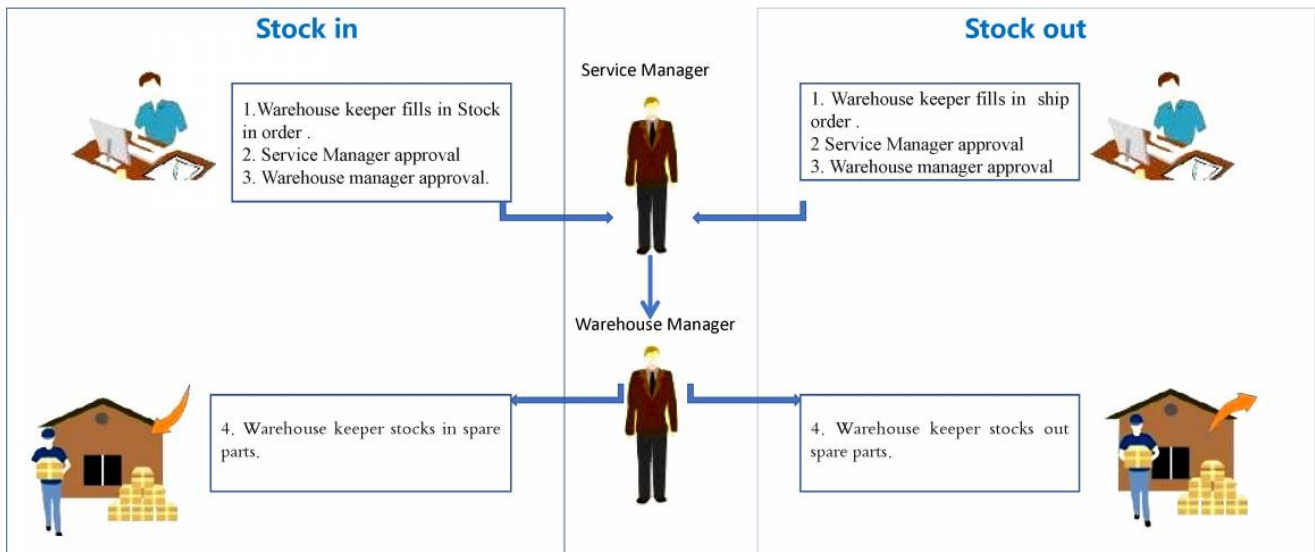 Stock in
1.Warehouse keeper fills in Stock
in order .
2. Service Manager approval
3. Warehouse manager approval.
Service Manager
Stock out
1. Warehouse keeper fills in ship
order .
2 Service Manager approval
3. Warehouse manager approval
Warehouse Manager
4. Warehouse keeper stocks in spare
parts.
4. Warehouse keeper stocks out
spare parts.